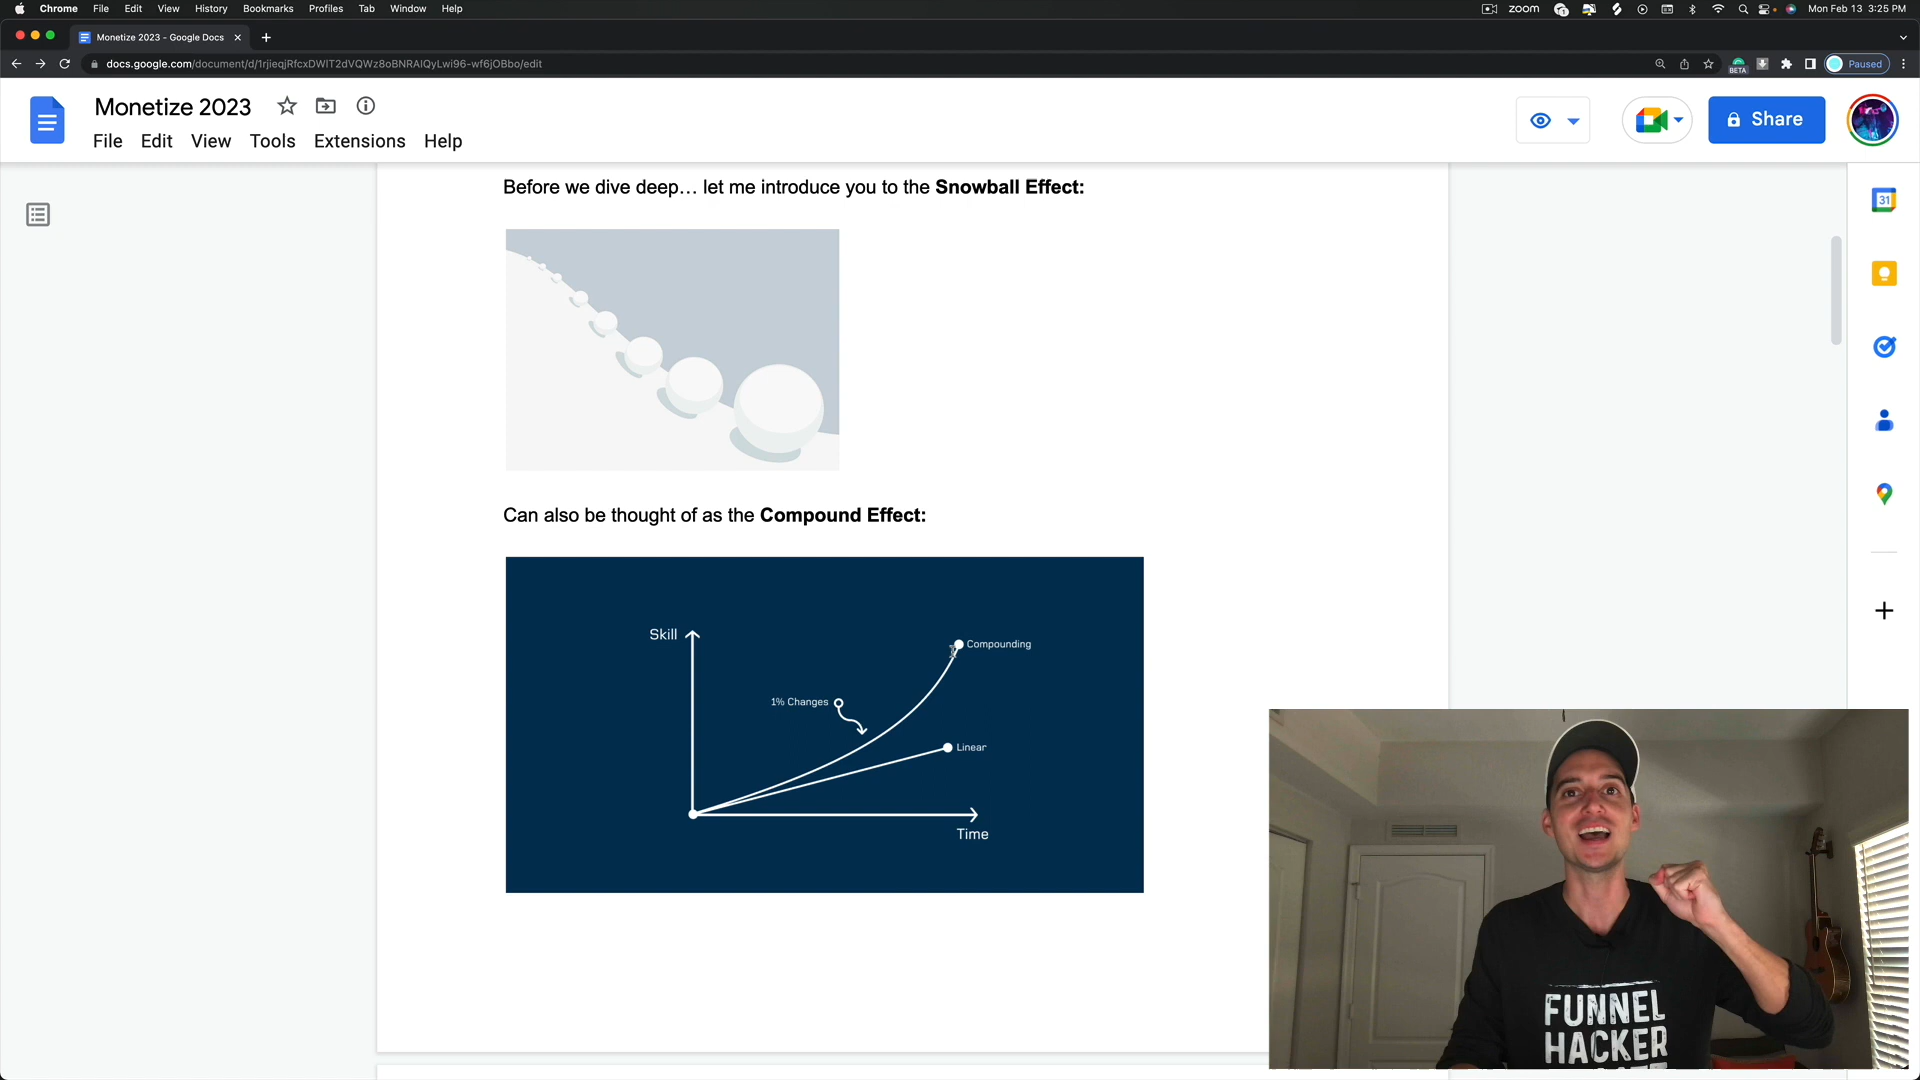 Chrome File Edit View History Bookmarks Profiles Tab Window Help
zoom
Mon Feb 13 3:25 PM
Monetize 2023 - Google Docs
docs.google.com/document/d/1rjieqjRfcxDWIT2dVQWz8oBNRAIQyLwi96-wf6jOBbo/edit
BETA
Paused
Monetize 2023
File Edit View Tools Extensions Help
Share
31
Before we dive deep… let me introduce you to the Snowball Effect:
Can also be thought of as the Compound Effect:
Skill
Compounding
1% Changes
Linear
Time
FUNNEL
HACKER